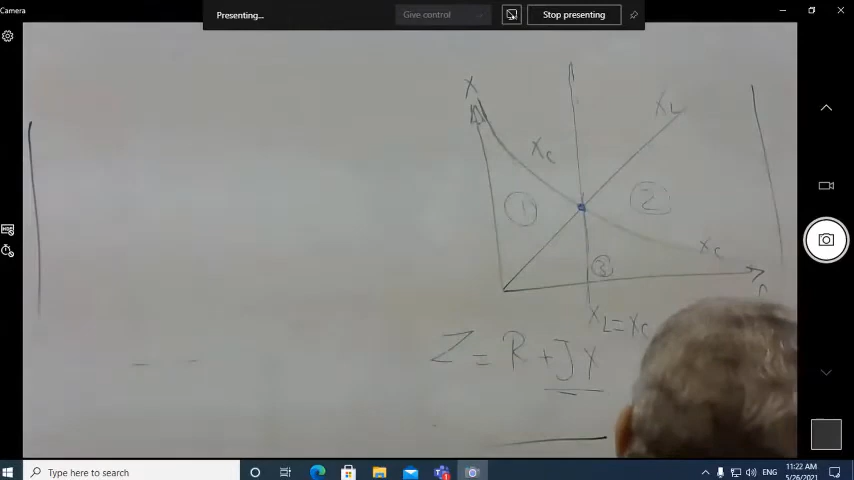 Camera
Presenting...
Give control
Stop presenting
X
XL
XC
1
2
XC
3
XL=XC
Z=R+JX
Type here to search
ENG
11:22 AM
5/26/2021